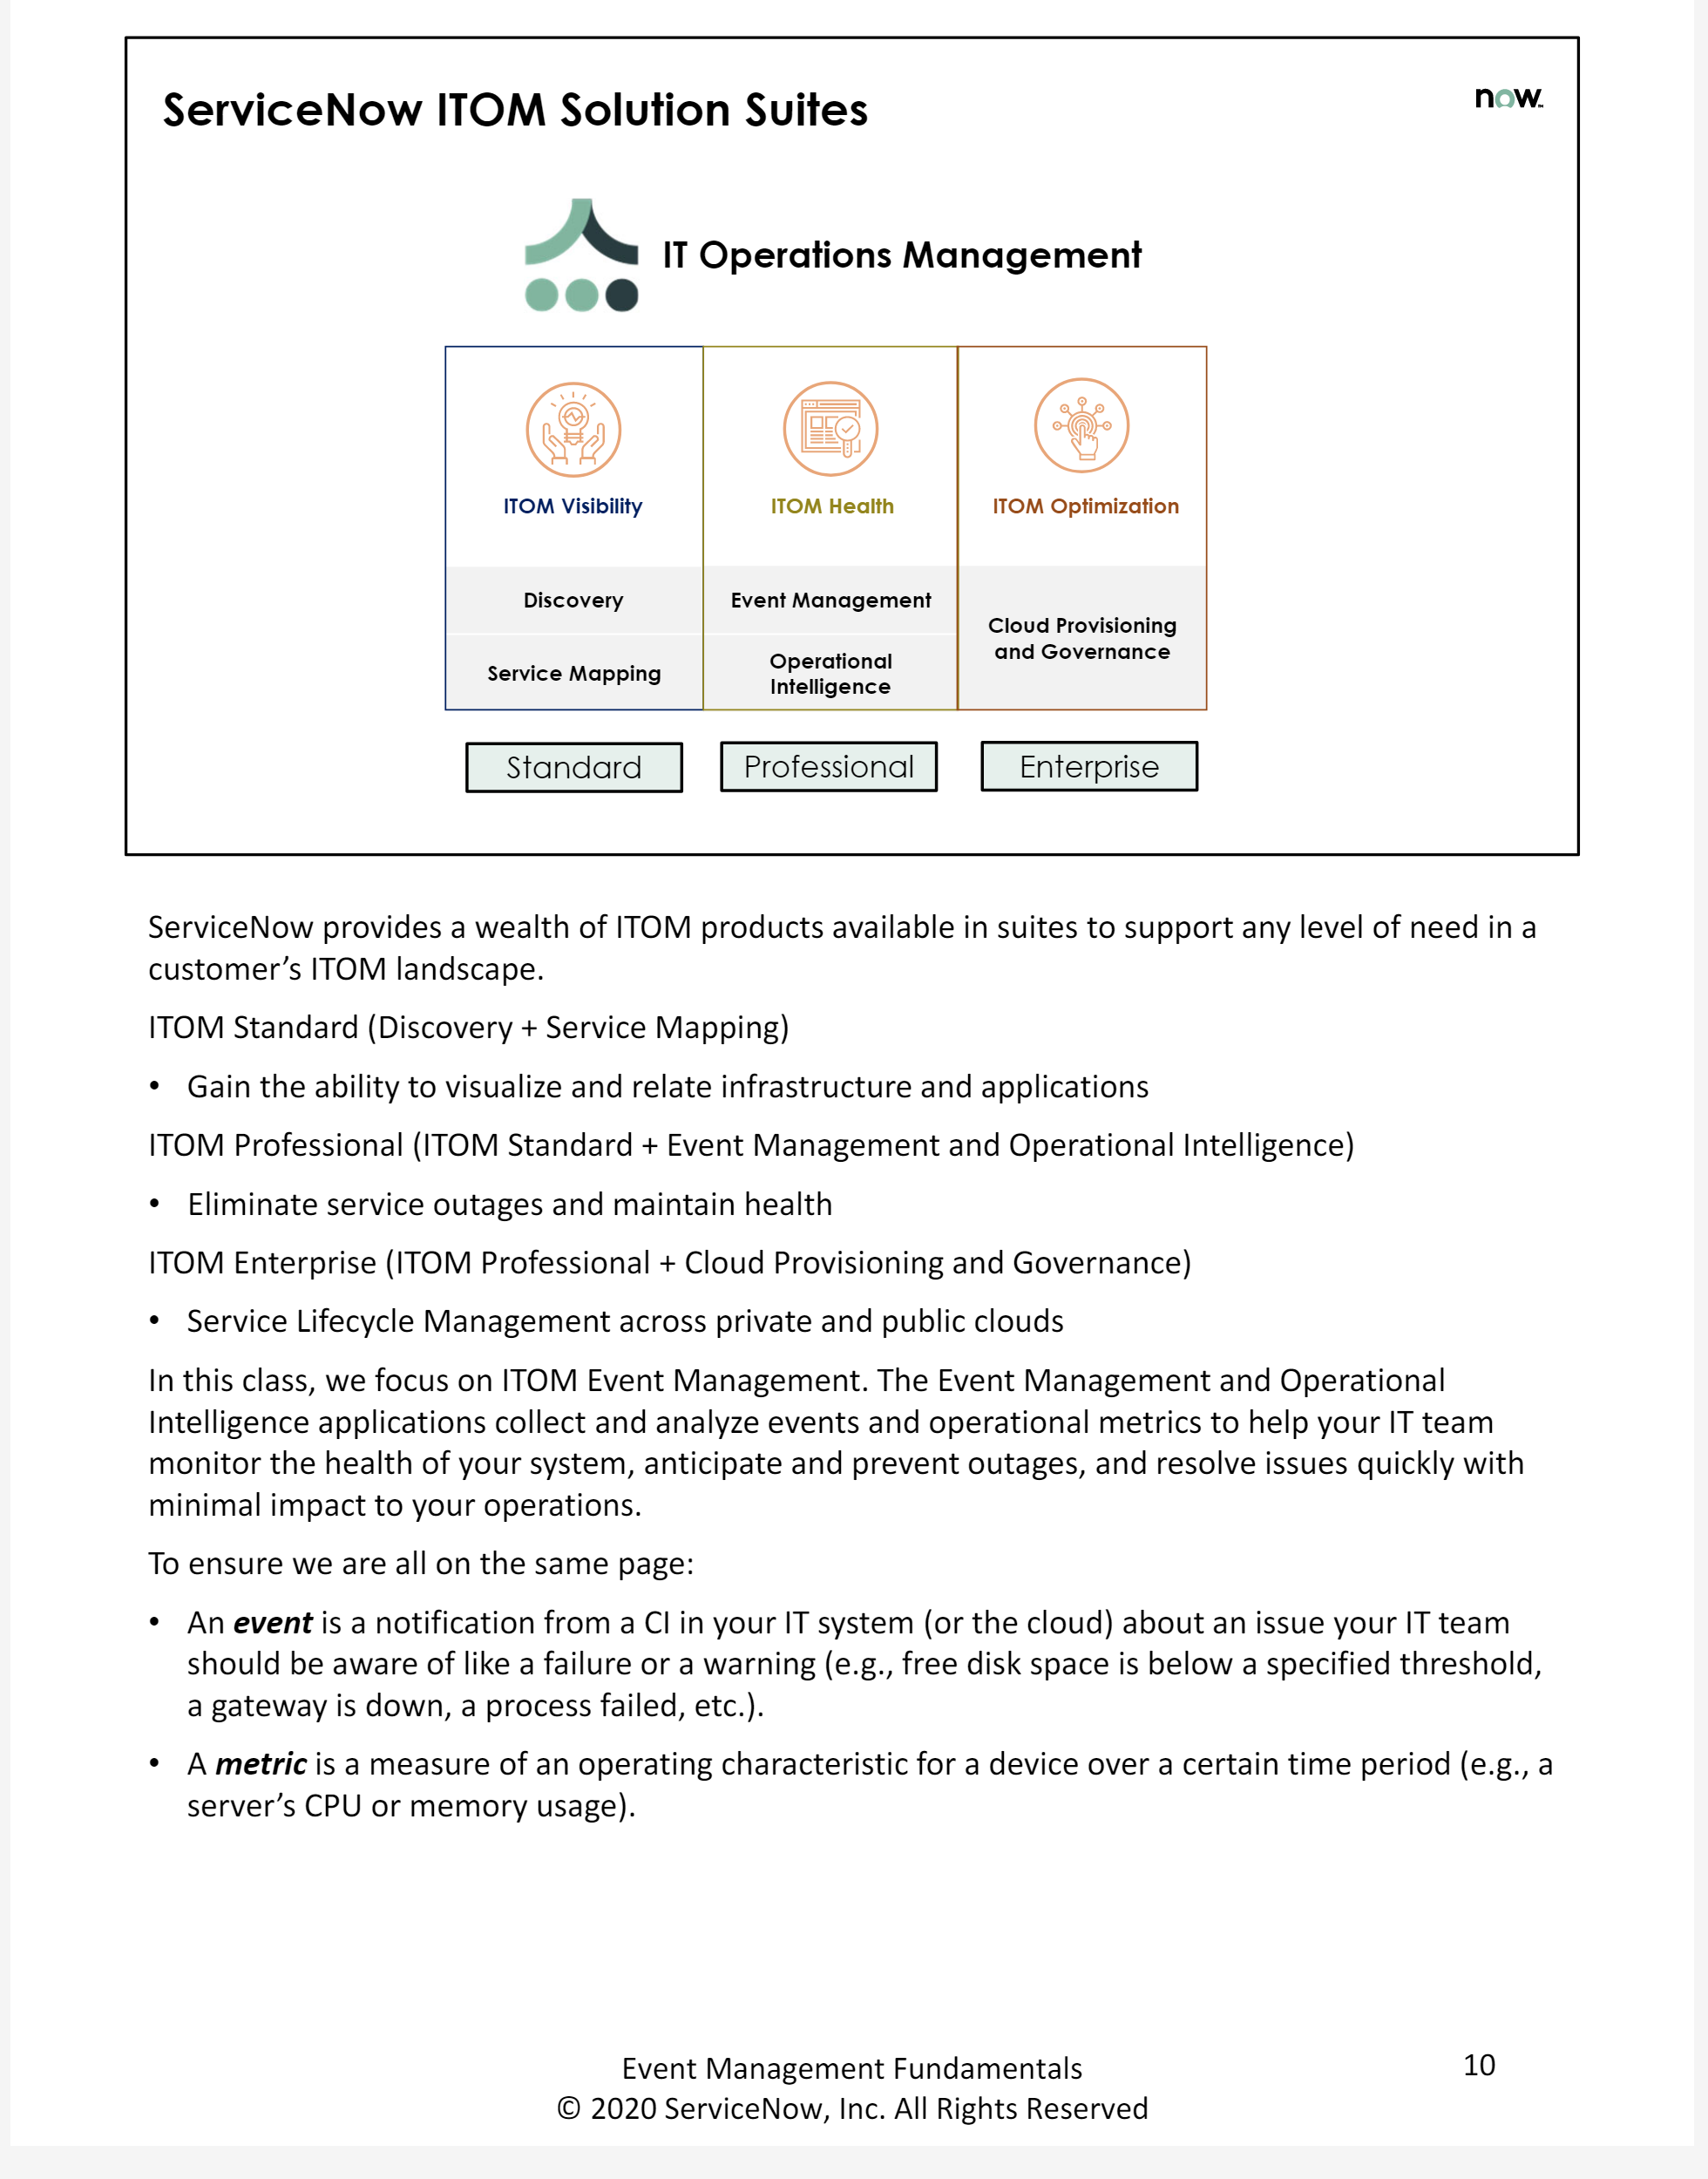 ServiceNow ITOM Solution Suites
now
IT Operations Management
ITOM Visibility
ITOM Health
ITOM Optimization
Discovery
Event Management
Cloud Provisioning
and Governance
Service Mapping
Operational
Intelligence
Standard
Professional
Enterprise
ServiceNow provides a wealth of ITOM products available in suites to support any level of need in a
customer’s ITOM landscape.
ITOM Standard (Discovery + Service Mapping)
• Gain the ability to visualize and relate infrastructure and applications
ITOM Professional (ITOM Standard + Event Management and Operational Intelligence)
• Eliminate service outages and maintain health
ITOM Enterprise (ITOM Professional + Cloud Provisioning and Governance)
• Service Lifecycle Management across private and public clouds
In this class, we focus on ITOM Event Management. The Event Management and Operational
Intelligence applications collect and analyze events and operational metrics to help your IT team
monitor the health of your system, anticipate and prevent outages, and resolve issues quickly with
minimal impact to your operations.
To ensure we are all on the same page:
• An event is a notification from a CI in your IT system (or the cloud) about an issue your IT team
should be aware of like a failure or a warning (e.g., free disk space is below a specified threshold,
a gateway is down, a process failed, etc.).
• A metric is a measure of an operating characteristic for a device over a certain time period (e.g., a
server’s CPU or memory usage).
Event Management Fundamentals
10
© 2020 ServiceNow, Inc. All Rights Reserved